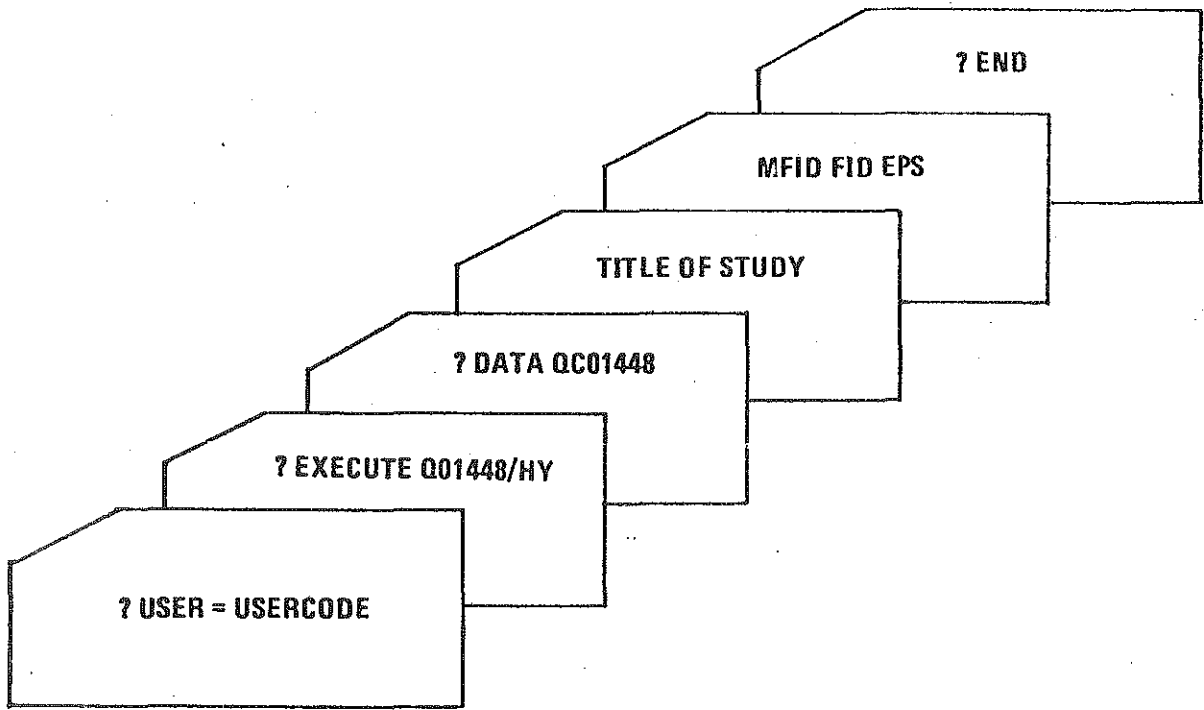 ? END
MFID FID EPS
TITLE OF STUDY
? DATA QC01448
? EXECUTE Q01448/HY
? USER = USERCODE